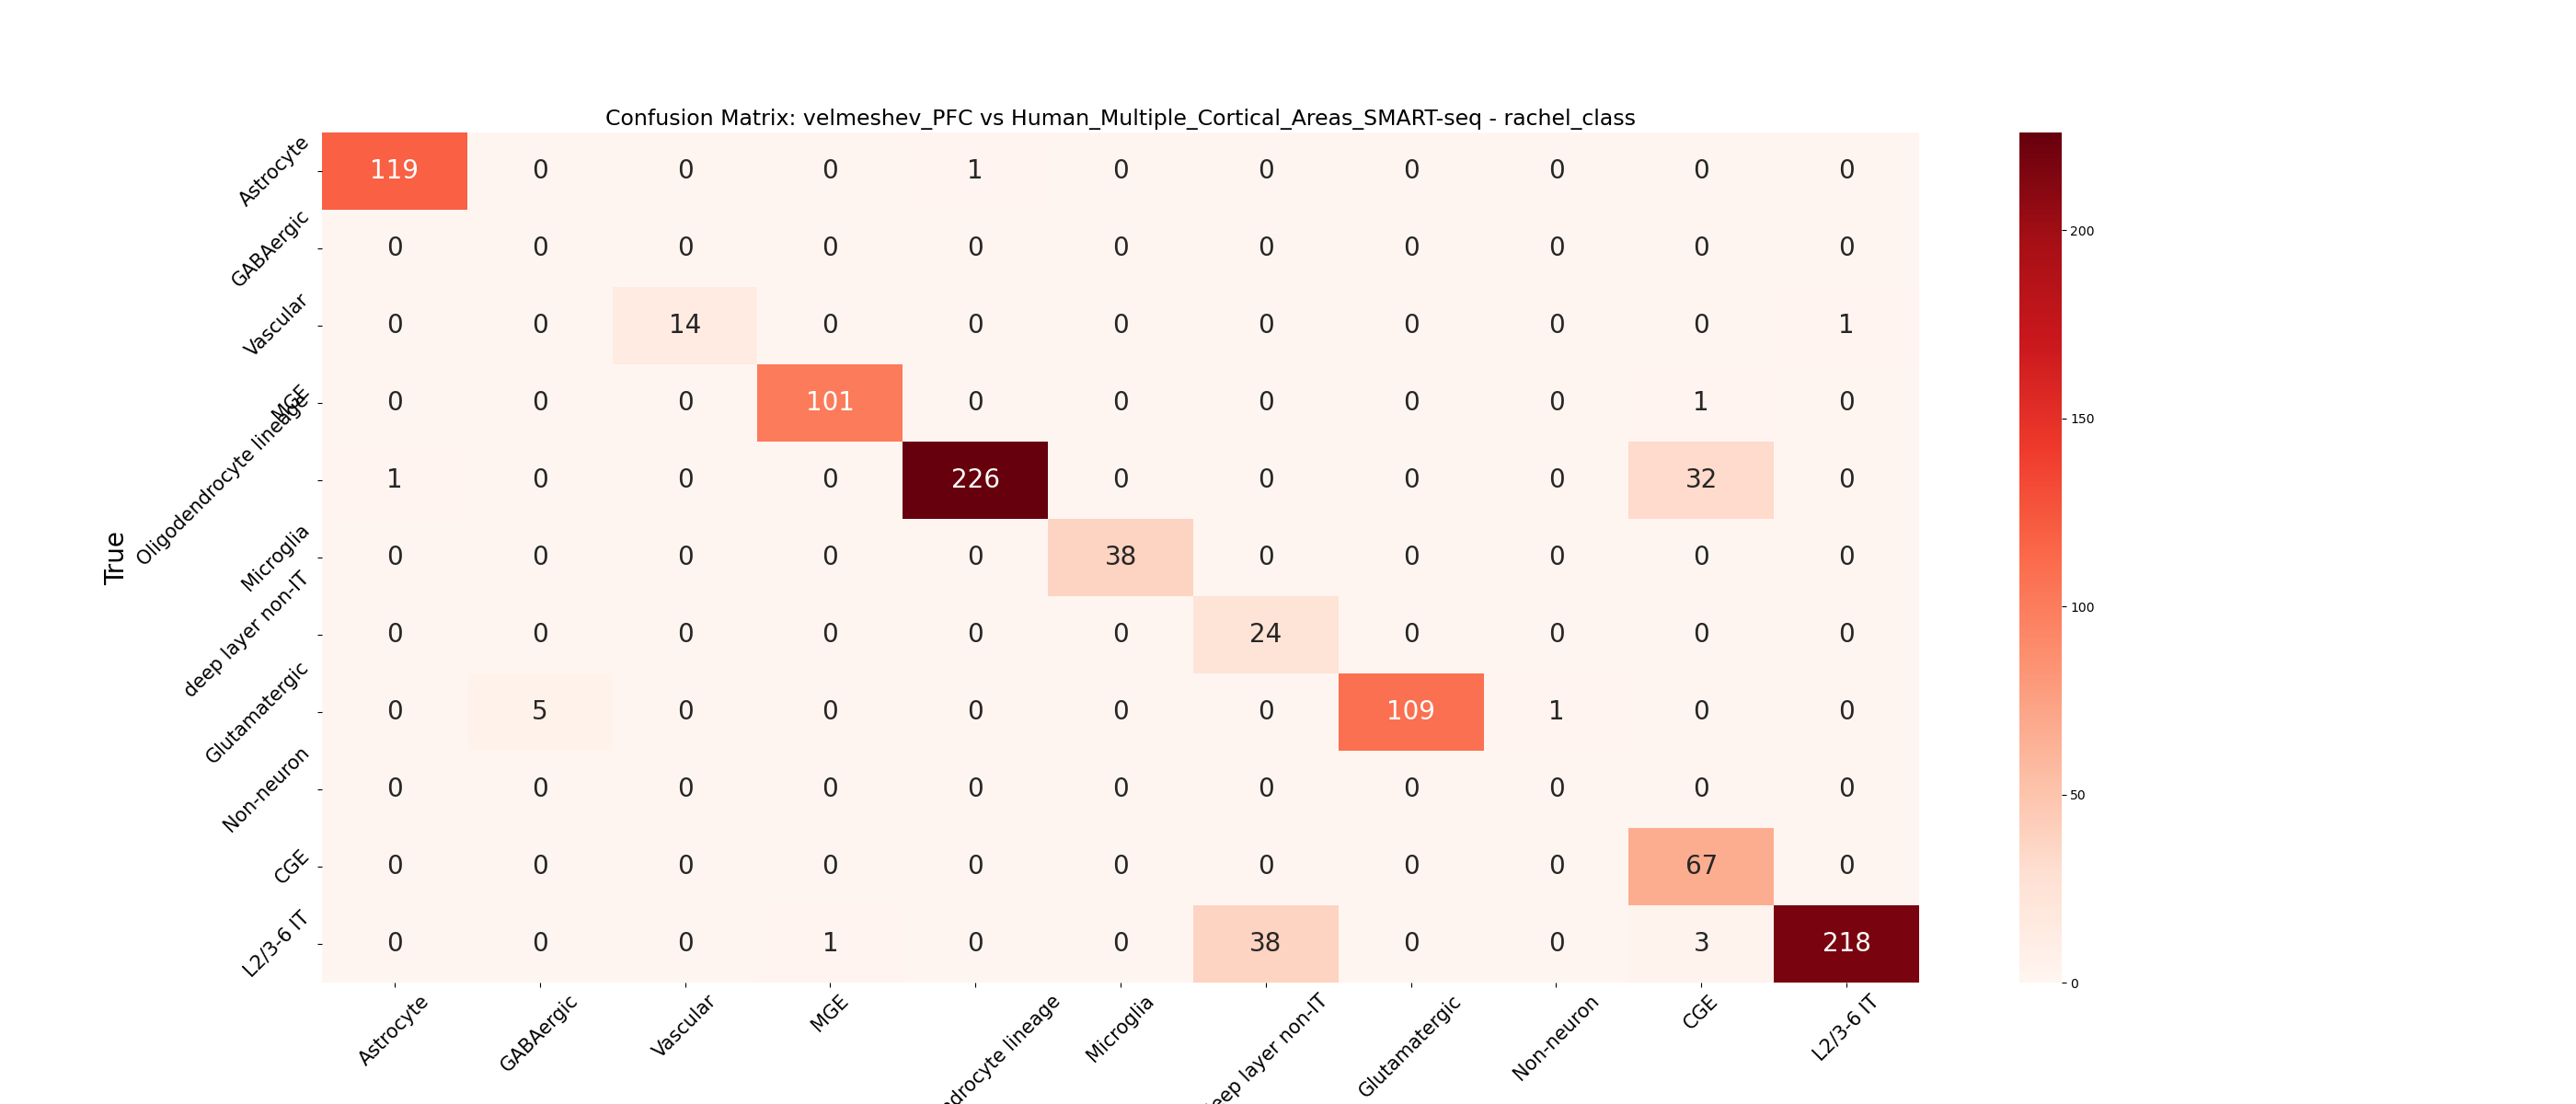 Confusion Matrix: velmeshev_PFC vs Human_Multiple_Cortical_Areas_SMART-seq - rachel_class
True
Astrocyte 119 0 0 0 1 0 0 0 0 0 0
GABAergic 0 0 0 0 0 0 0 0 0 0 0
Vascular 0 0 14 0 0 0 0 0 0 0 1
MGE 0 0 0 101 0 0 0 0 0 1 0
Oligodendrocyte lineage 1 0 0 0 226 0 0 0 0 32 0
Microglia 0 0 0 0 0 38 0 0 0 0 0
deep layer non-IT 0 0 0 0 0 0 24 0 0 0 0
Glutamatergic 0 5 0 0 0 0 0 109 1 0 0
Non-neuron 0 0 0 0 0 0 0 0 0 0 0
CGE 0 0 0 0 0 0 0 0 0 67 0
L2/3-6 IT 0 0 0 1 0 0 38 0 0 3 218
Astrocyte GABAergic Vascular MGE ndrocyte lineage Microglia eep layer non-IT Glutamatergic Non-neuron CGE L2/3-6 IT
200
150
100
50
0